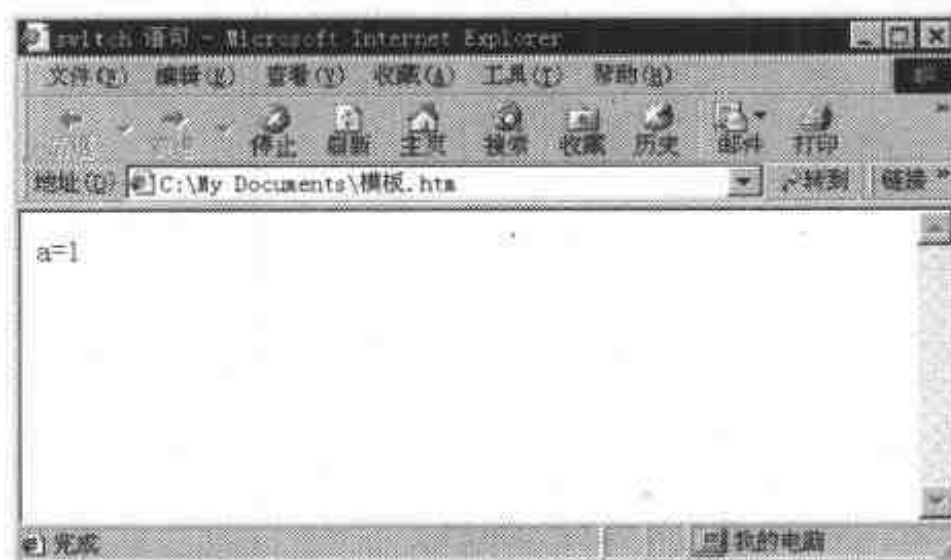 switch 语句 - Microsoft Internet Explorer
文件(F) 编辑(E) 查看(V) 收藏(A) 工具(T) 帮助(H)
停止 刷新 主页 搜索 收藏 历史 邮件 打印
地址(D) C:\My Documents\模板.htm 转到 链接 »
a=1
完成 我的电脑